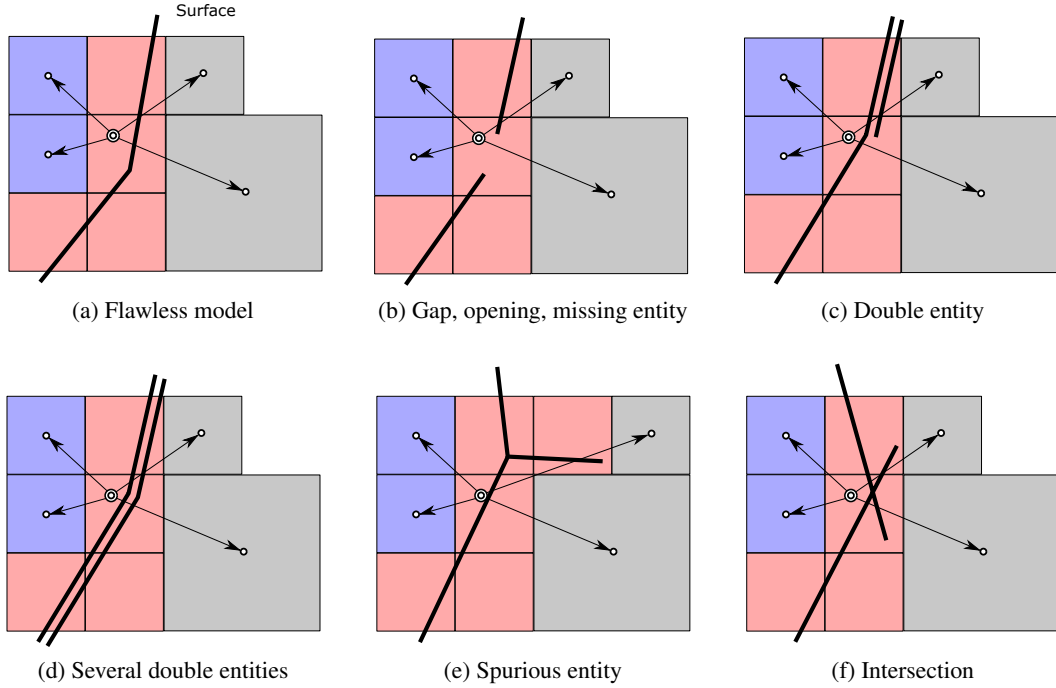 Surface
(a) Flawless model
(b) Gap, opening, missing entity
(c) Double entity
(d) Several double entities
(e) Spurious entity
(f) Intersection